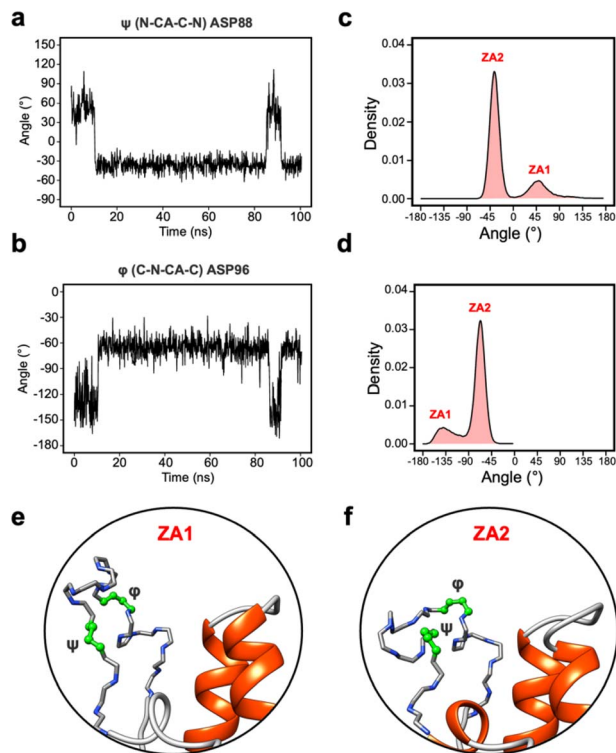 a
ψ (N-CA-C-N) ASP88
150
120
90
60
30
0
-30
-60
-90
Angle (°)
0 20 40 60 80 100
Time (ns)
c
0.04
0.03
0.02
0.01
0.00
Density
ZA2
ZA1
-180 -135 -90 -45 0 45 90 135 180
Angle (°)
b
φ (C-N-CA-C) ASP96
0
-30
-60
-90
-120
-150
-180
Angle (°)
0 20 40 60 80 100
Time (ns)
d
0.04
0.03
0.02
0.01
0.00
Density
ZA2
ZA1
-180 -135 -90 -45 0 45 90 135 180
Angle (°)
e
ZA1
φ
ψ
f
ZA2
φ
ψ